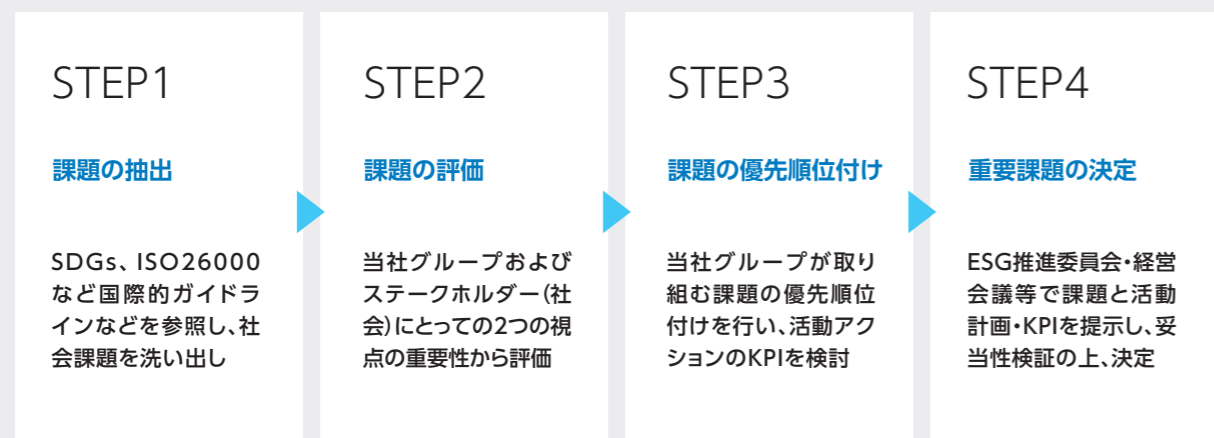 STEP1
課題の抽出
SDGs、ISO26000
など国際的ガイドラ
インなどを参照し、社
会課題を洗い出し
STEP2
課題の評価
当社グループおよび
ステークホルダー(社
会)にとっての2つの視
点の重要性から評価
STEP3
課題の優先順位付け
当社グループが取り
組む課題の優先順位
付けを行い、活動アク
ションのKPIを検討
STEP4
重要課題の決定
ESG推進委員会・経営
会議等で課題と活動
計画・KPIを提示し、妥
当性検証の上、決定